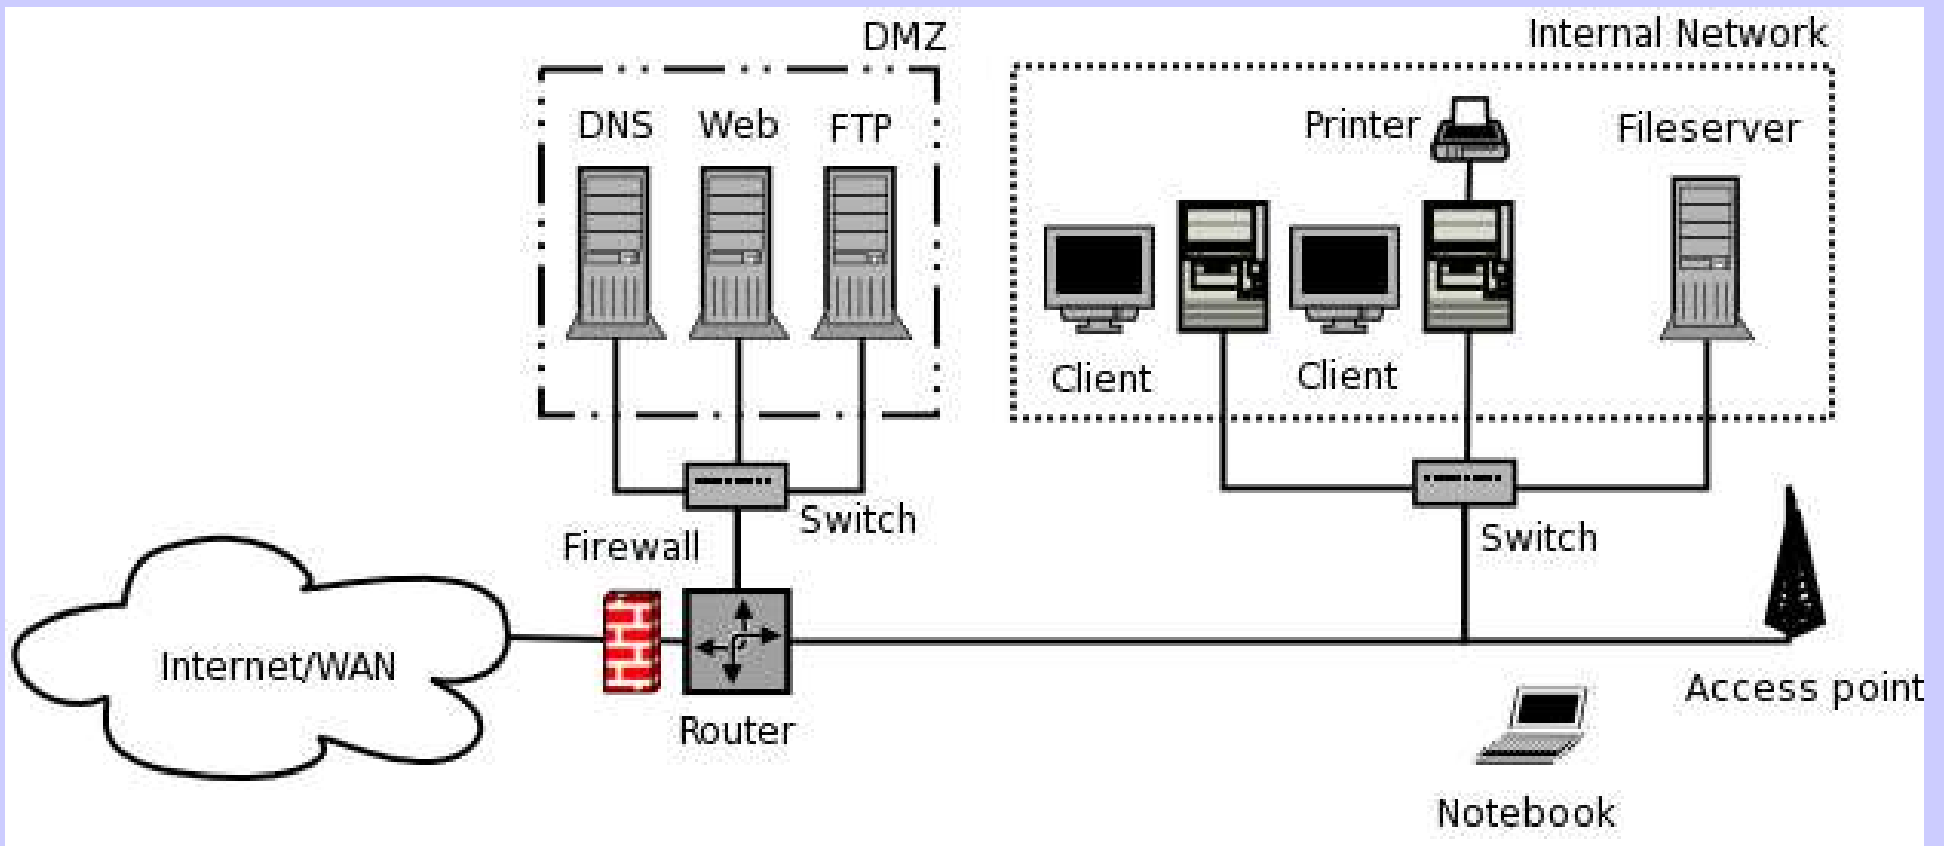 DMZ
Internal Network
DNS Web FTP
Printer
Fileserver
Client
Client
Switch
Switch
Firewall
Internet/WAN
Router
Access point
Notebook